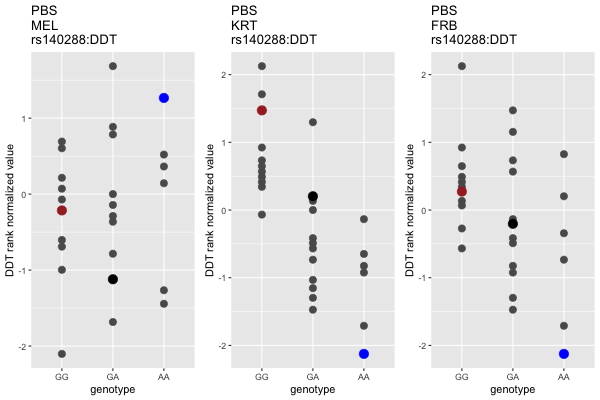 PBS
MEL
rs140288:DDT
DDT rank normalized value
1
0
-1
-2
GG
GA
AA
genotype
PBS
KRT
rs140288:DDT
DDT rank normalized value
2
1
0
-1
-2
GG
GA
AA
genotype
PBS
FRB
rs140288:DDT
DDT rank normalized value
2
1
0
-1
-2
GG
GA
AA
genotype